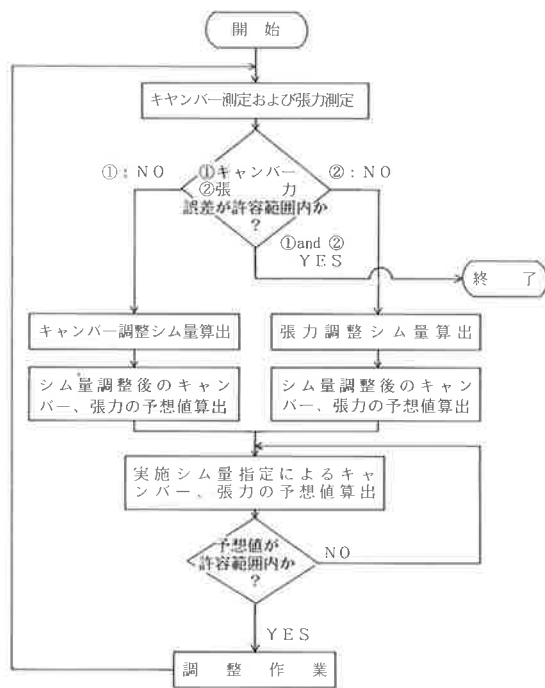 開始
キャンバー測定および張力測定
①：NO
①キャンバー
②張　　力
誤差が許容範囲内か
？
②：NO
①and ②
YES
終　了
キャンバー調整シム量算出
張力調整シム量算出
シム量調整後のキャン
バー、張力の予想値算出
シム量調整後のキャン
バー、張力の予想値算出
実施シム量指定によるキャ
ンバー、張力の予想値算出
予想値が
許容範囲内か
？
NO
YES
調　整　作　業